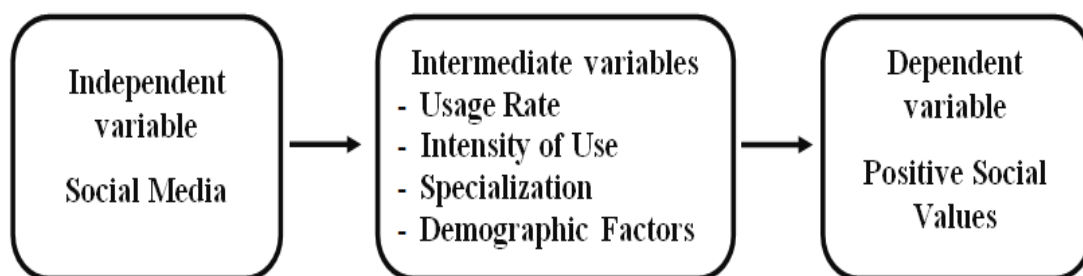 Independent
variable
Social Media
Intermediate variables
- Usage Rate
- Intensity of Use
- Specialization
- Demographic Factors
Dependent
variable
Positive Social
Values